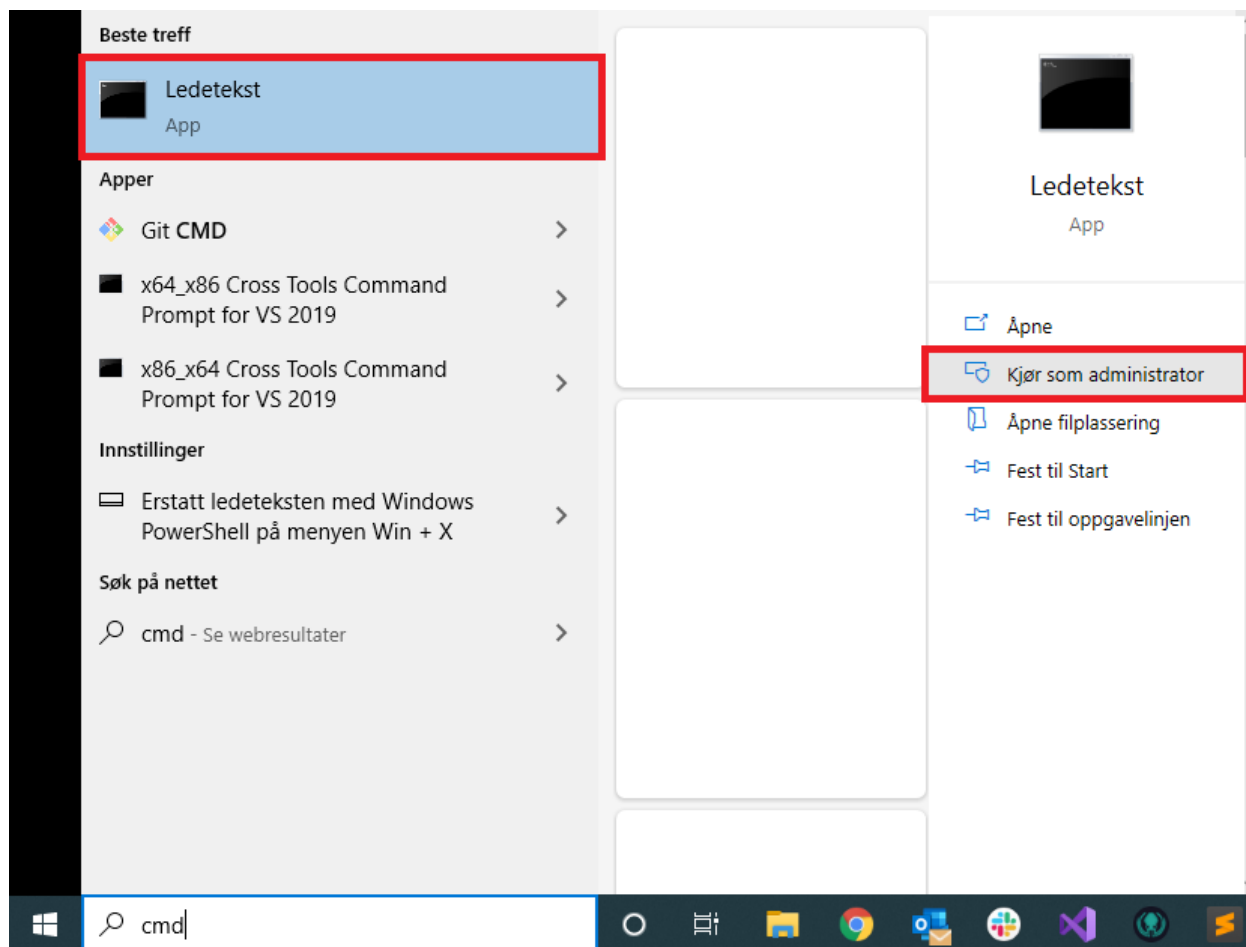 Beste treff
Ledetekst
App
Apper
Git CMD
x64_x86 Cross Tools Command
Prompt for VS 2019
x86_x64 Cross Tools Command
Prompt for VS 2019
Innstillinger
Erstatt ledeteksten med Windows
PowerShell på menyen Win + X
Søk på nettet
cmd - Se webresultater
Ledetekst
App
Åpne
Kjør som administrator
Åpne filplassering
Fest til Start
Fest til oppgavelinjen
cmd